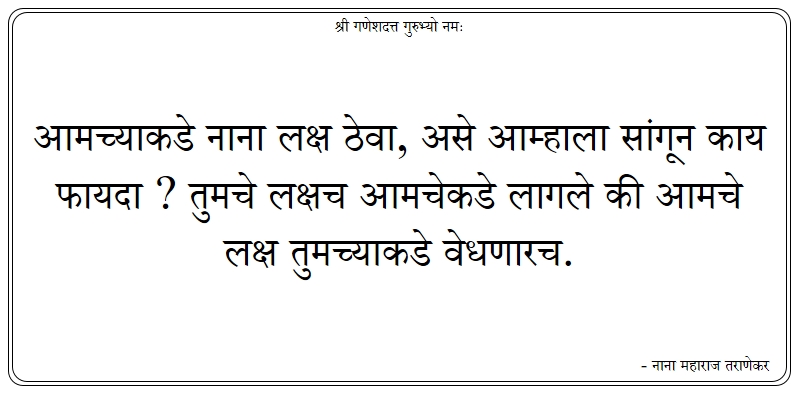 श्री गणेशदत्त गुरुभ्यो नमः
आमच्याकडे नाना लक्ष ठेवा, असे आम्हाला सांगून काय
फायदा ? तुमचे लक्षच आमचेकडे लागले की आमचे
लक्ष तुमच्याकडे वेधणारच.
- नाना महाराज तराणेकर